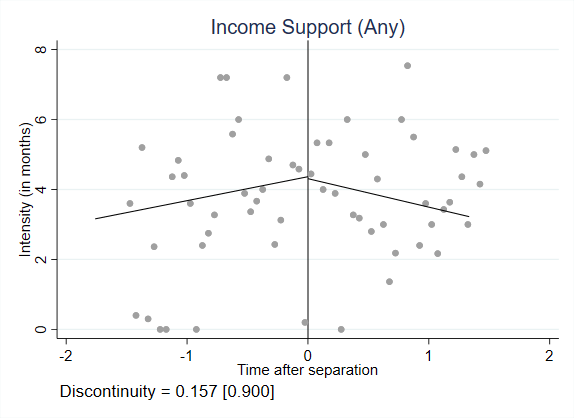 Income Support (Any)
Intensity (in months)
8
6
4
2
0
-2
-1
0
1
2
Time after separation
Discontinuity = 0.157 [0.900]